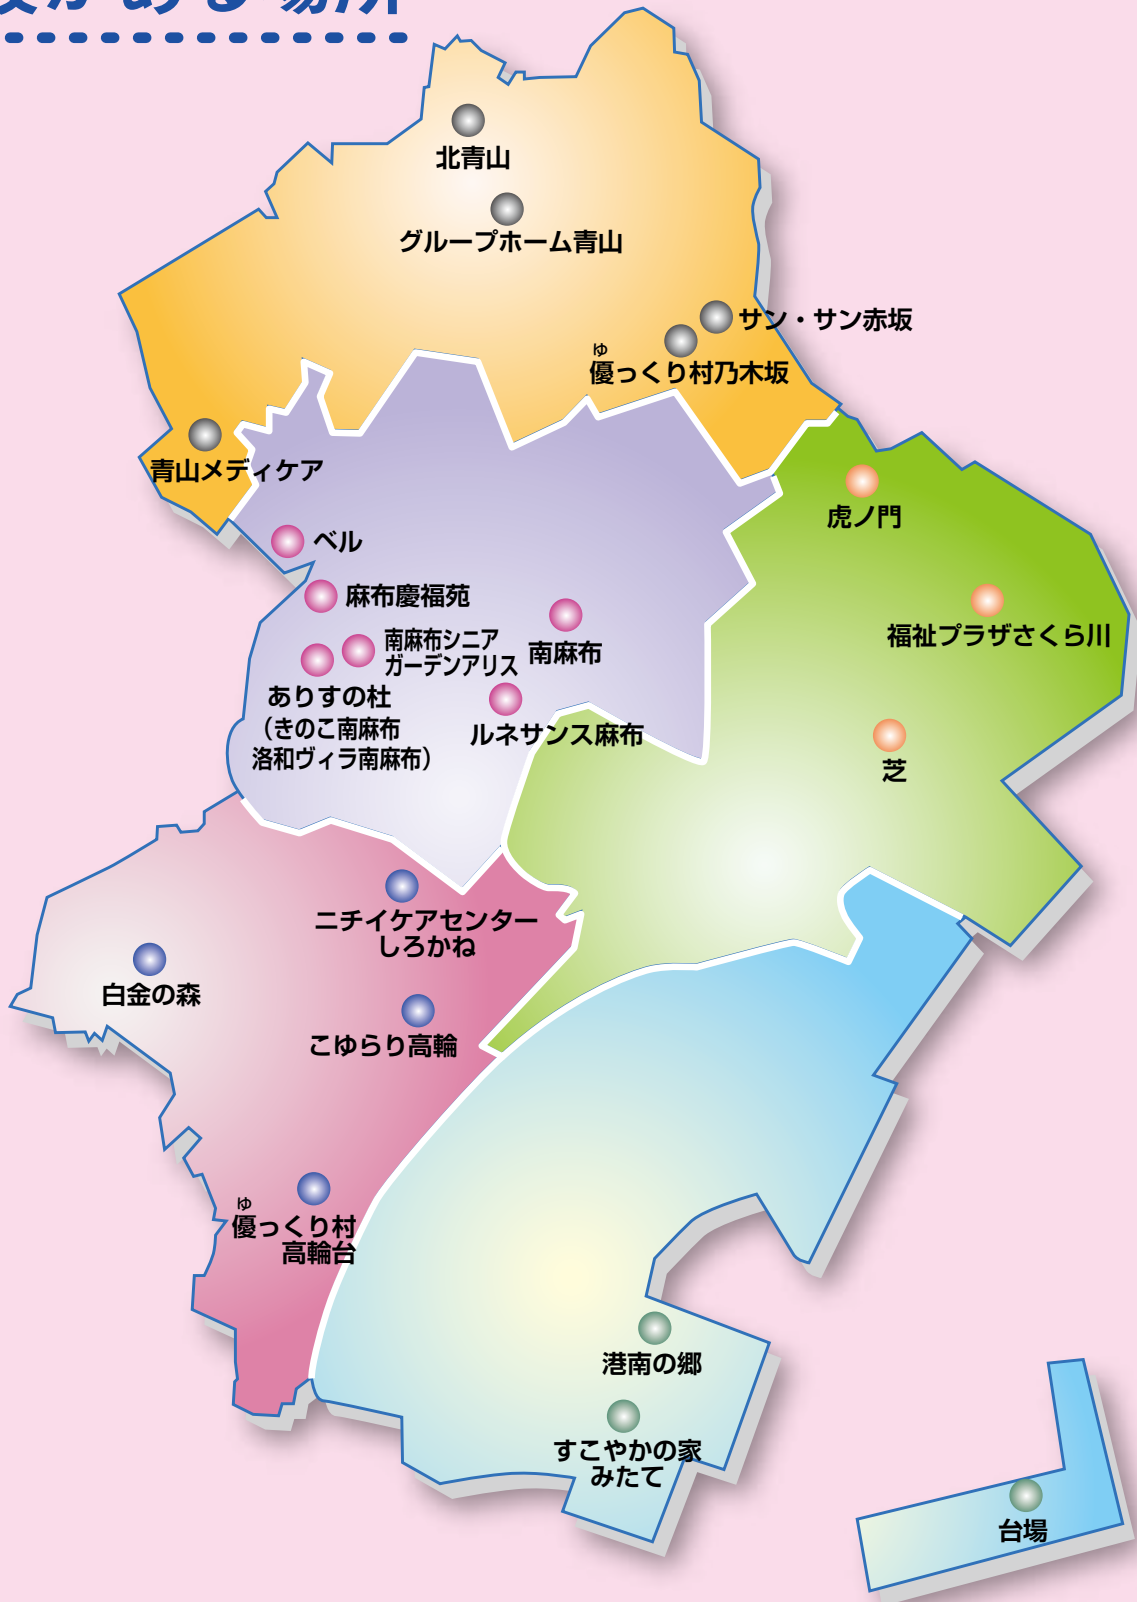 がある場所
北青山
グループホーム青山
サン・サン赤坂
ゆ
優っくり村乃木坂
青山メディケア
虎ノ門
ベル
麻布慶福苑
福祉プラザさくら川
南麻布シニア
ガーデンアリス
南麻布
ありすの杜
（きのこ南麻布
洛和ヴィラ南麻布）
ルネサンス麻布
芝
ニチイケアセンター
しろかね
白金の森
こゆらり高輪
ゆ
優っくり村
高輪台
港南の郷
すこやかの家
みたて
台場